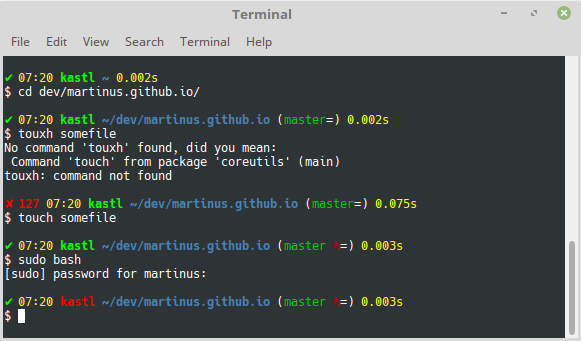 Terminal
File Edit View Search Terminal Help
✔ 07:20 kastl ~ 0.002s
$ cd dev/martinus.github.io/
✔ 07:20 kastl ~/dev/martinus.github.io (master=) 0.002s
$ touxh somefile
No command 'touxh' found, did you mean:
 Command 'touch' from package 'coreutils' (main)
touxh: command not found
✘ 127 07:20 kastl ~/dev/martinus.github.io (master=) 0.075s
$ touch somefile
✔ 07:20 kastl ~/dev/martinus.github.io (master %=) 0.003s
$ sudo bash
[sudo] password for martinus:
✔ 07:20 kastl ~/dev/martinus.github.io (master %=) 0.003s
$